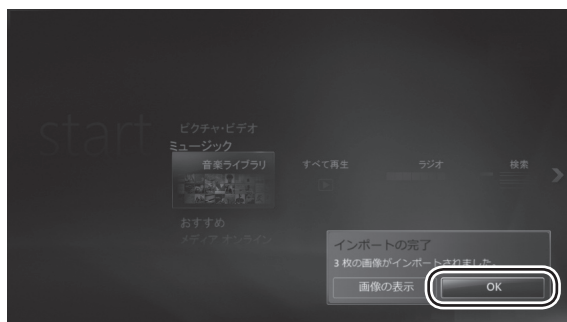 start
ピクチャ・ビデオ
ミュージック
音楽ライブラリ
すべて再生
ラジオ
検索
おすすめ
メディア オンライン
インポートの完了
3 枚の画像がインポートされました。
画像の表示
OK